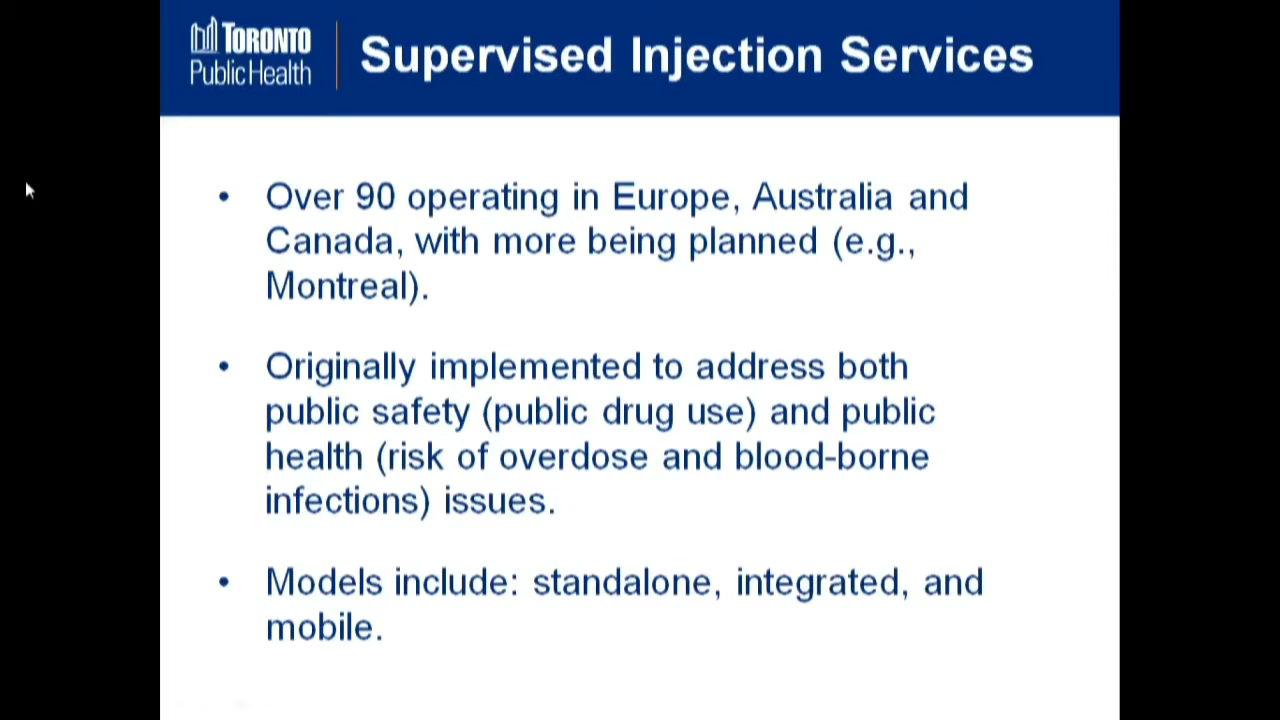 TORONTO
Public Health
Supervised Injection Services
• Over 90 operating in Europe, Australia and
Canada, with more being planned (e.g.,
Montreal).
• Originally implemented to address both
public safety (public drug use) and public
health (risk of overdose and blood-borne
infections) issues.
• Models include: standalone, integrated, and
mobile.